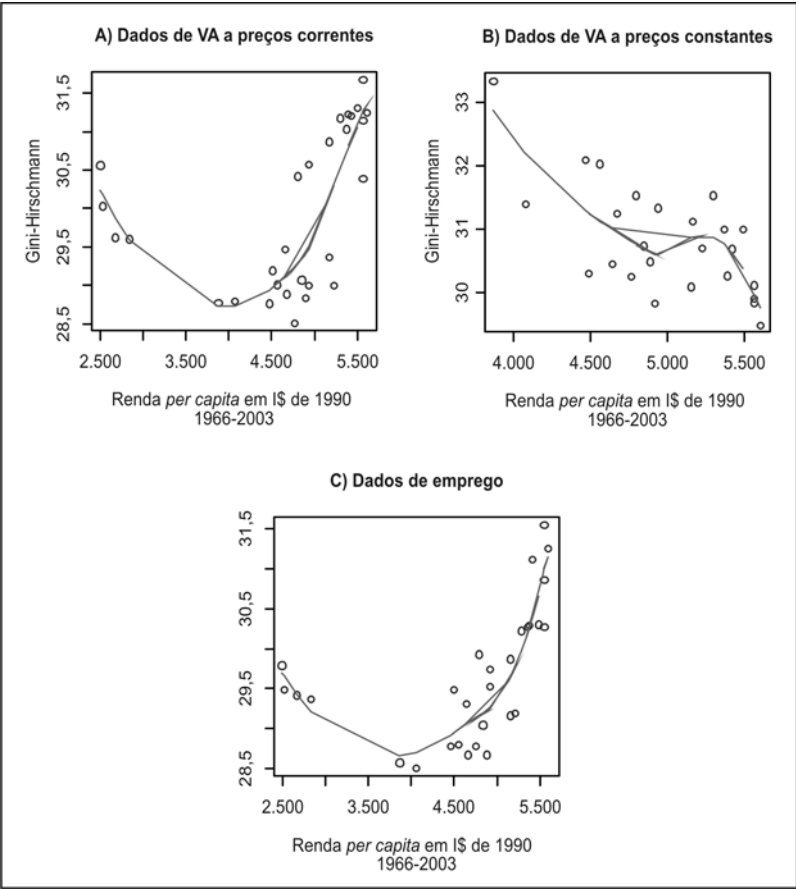 A) Dados de VA a preços correntes
Gini-Hirschmann
31,5
30,5
29,5
28,5
2.500 3.500 4.500 5.500
Renda per capita em I$ de 1990
1966-2003
B) Dados de VA a preços constantes
Gini-Hirschmann
33
32
31
30
4.000 4.500 5.000 5.500
Renda per capita em I$ de 1990
1966-2003
C) Dados de emprego
31,5
30,5
29,5
28,5
2.500 3.500 4.500 5.500
Renda per capita em I$ de 1990
1966-2003